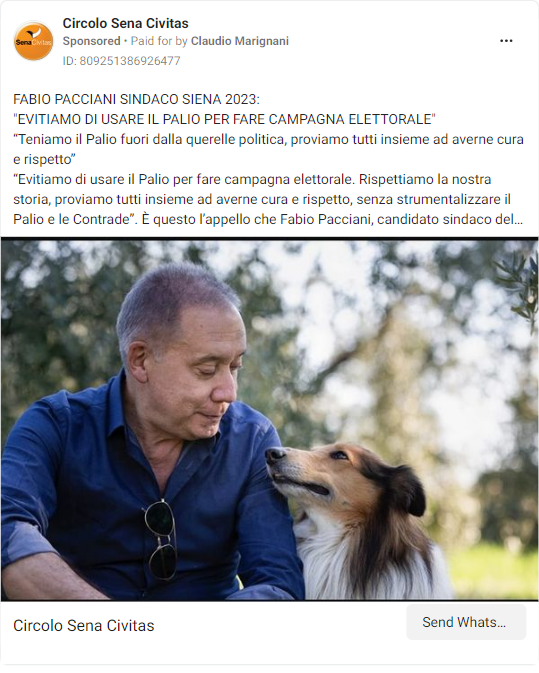 Circolo Sena Civitas
Sponsored • Paid for by Claudio Marignani
ID: 809251386926477
SenaCivitas
FABIO PACCIANI SINDACO SIENA 2023:
"EVITIAMO DI USARE IL PALIO PER FARE CAMPAGNA ELETTORALE"
“Teniamo il Palio fuori dalla querelle politica, proviamo tutti insieme ad averne cura
e rispetto”
“Evitiamo di usare il Palio per fare campagna elettorale. Rispettiamo la nostra
storia, proviamo tutti insieme ad averne cura e rispetto, senza strumentalizzare il
Palio e le Contrade”. È questo l’appello che Fabio Pacciani, candidato sindaco del...
Circolo Sena Civitas
Send Whats...